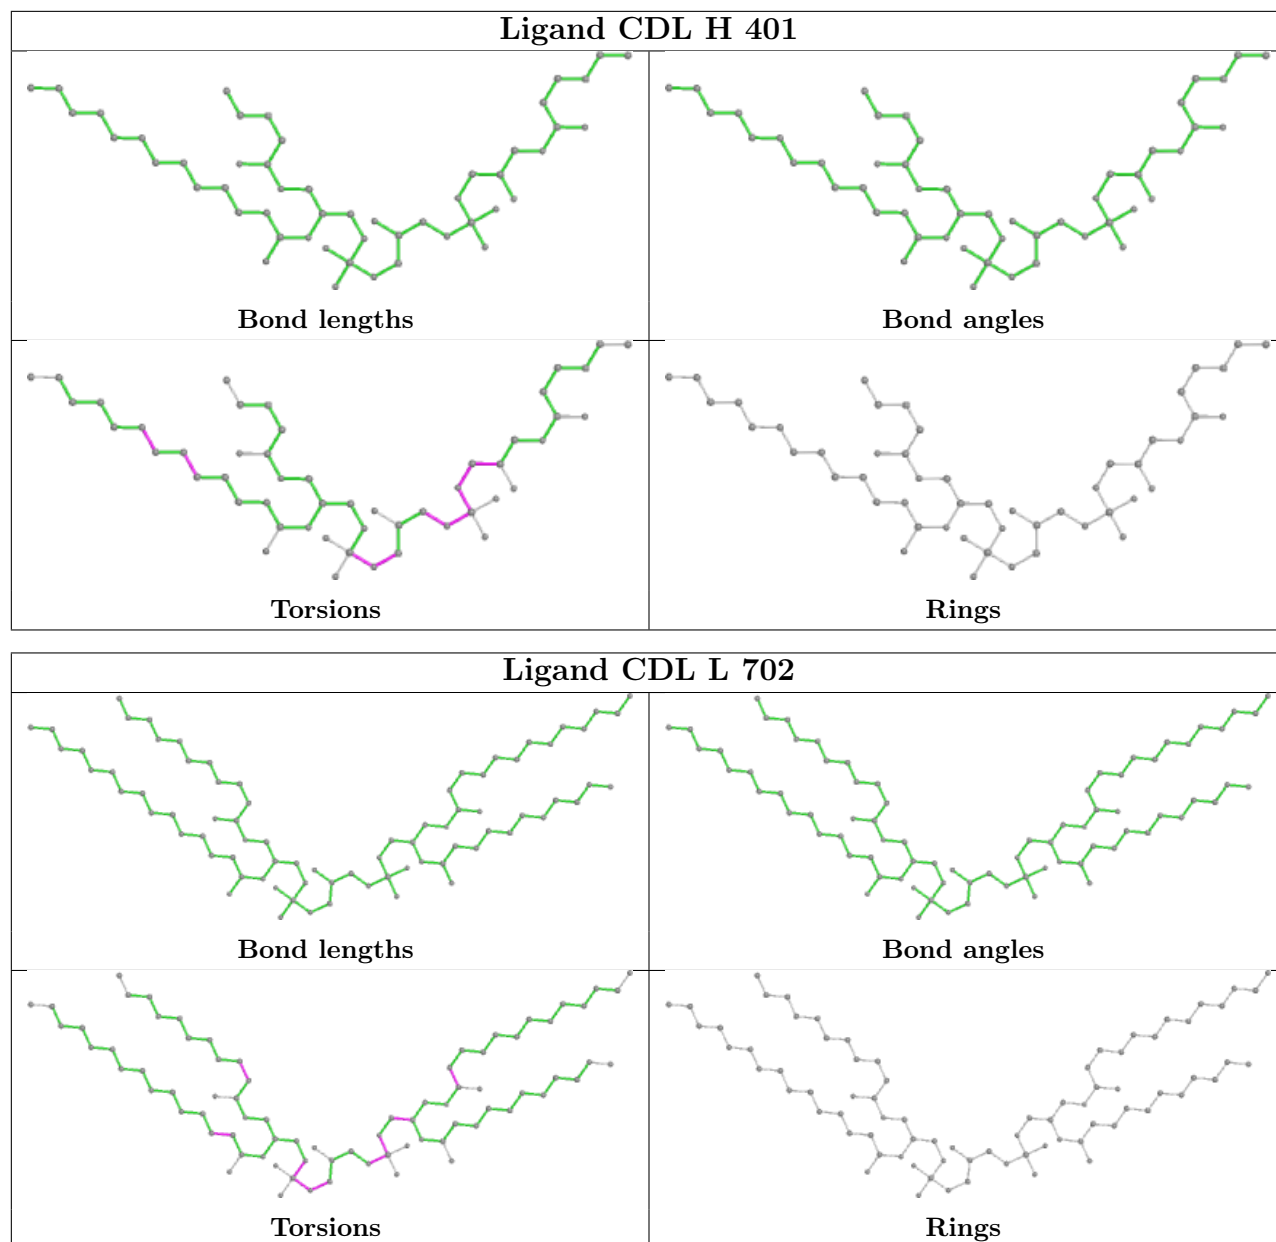 Ligand CDL H 401
Bond lengths
Bond angles
Torsions
Rings
Ligand CDL L 702
Bond lengths
Bond angles
Torsions
Rings